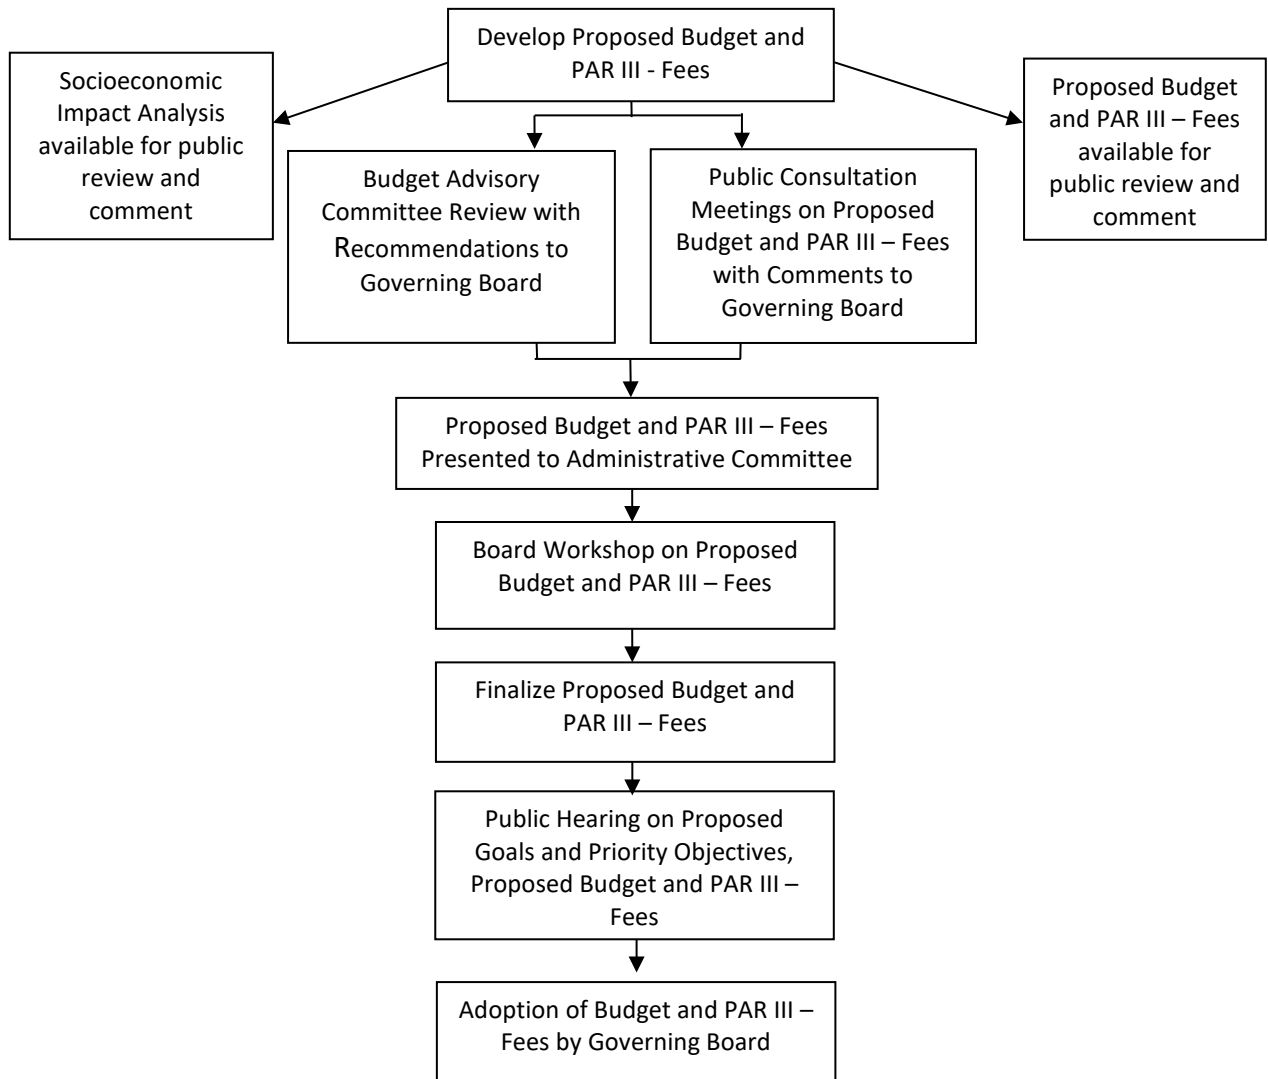 Develop Proposed Budget and
PAR III - Fees
Socioeconomic
Impact Analysis
available for public
review and
comment
Proposed Budget
and PAR III – Fees
available for
public review and
comment
Budget Advisory
Committee Review with
Recommendations to
Governing Board
Public Consultation
Meetings on Proposed
Budget and PAR III – Fees
with Comments to
Governing Board
Proposed Budget and PAR III – Fees
Presented to Administrative Committee
Board Workshop on Proposed
Budget and PAR III – Fees
Finalize Proposed Budget and
PAR III – Fees
Public Hearing on Proposed
Goals and Priority Objectives,
Proposed Budget and PAR III –
Fees
Adoption of Budget and PAR III –
Fees by Governing Board